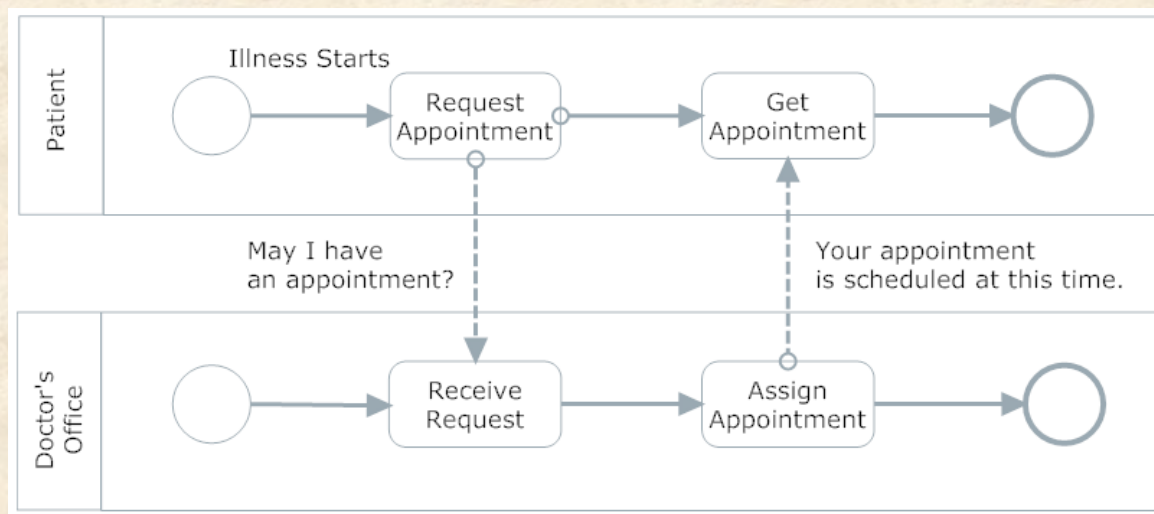 Patient
Illness Starts
Request
Appointment
Get
Appointment
May I have
an appointment?
Your appointment
is scheduled at this time.
Doctor's
Office
Receive
Request
Assign
Appointment